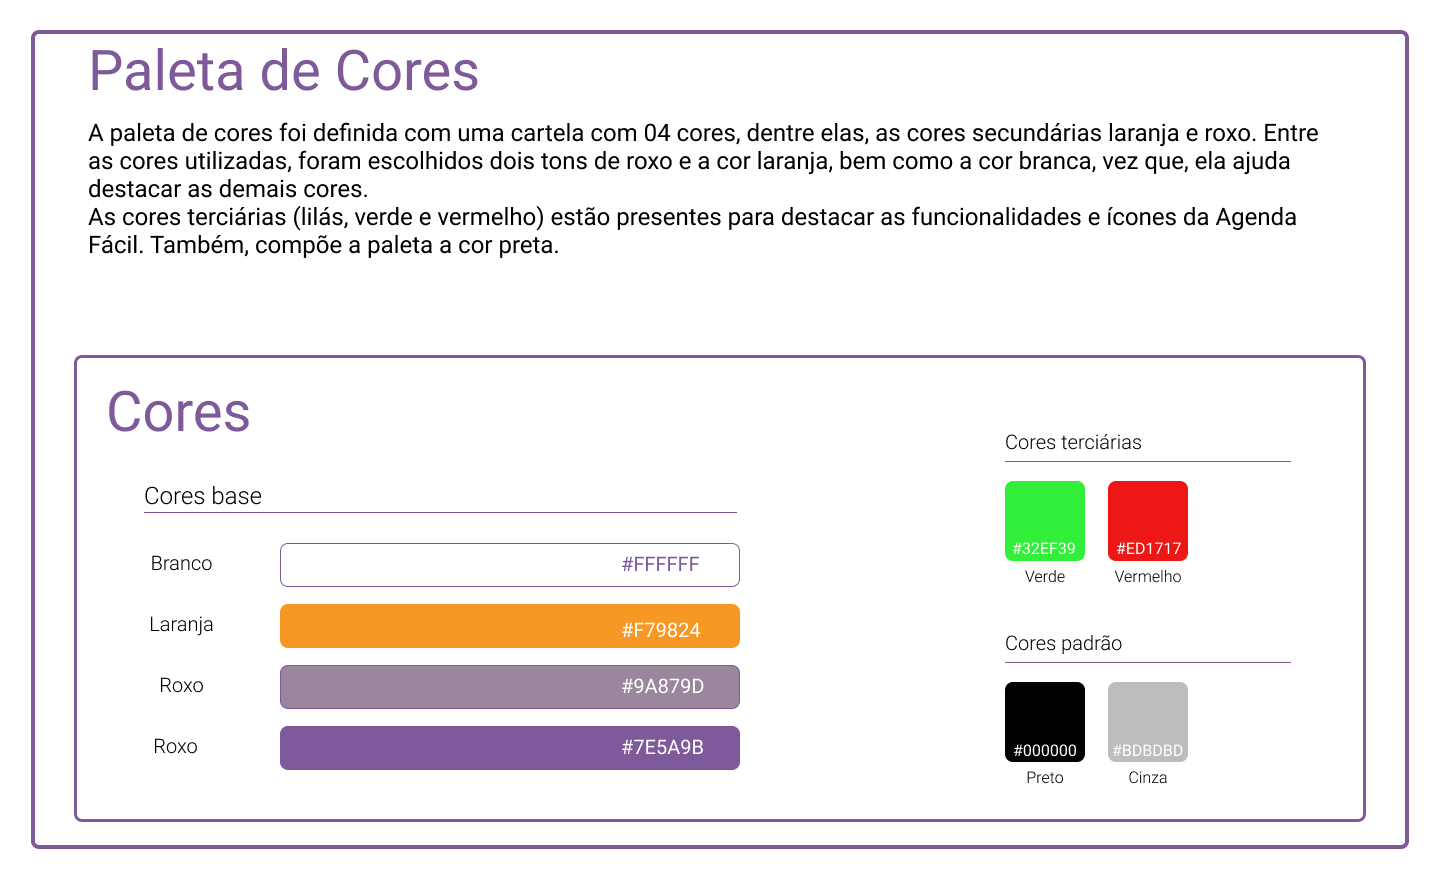 Paleta de Cores
A paleta de cores foi definida com uma cartela com 04 cores, dentre elas, as cores secundárias laranja e roxo. Entre
as cores utilizadas, foram escolhidos dois tons de roxo e a cor laranja, bem como a cor branca, vez que, ela ajuda
destacar as demais cores.
As cores terciárias (lilás, verde e vermelho) estão presentes para destacar as funcionalidades e ícones da Agenda
Fácil. Também, compõe a paleta a cor preta.
Cores
Cores base
Branco #FFFFFF
Laranja #F79824
Roxo #9A879D
Roxo #7E5A9B
Cores terciárias
#32EF39 #ED1717
Verde Vermelho
Cores padrão
#000000 #BDBDBD
Preto Cinza